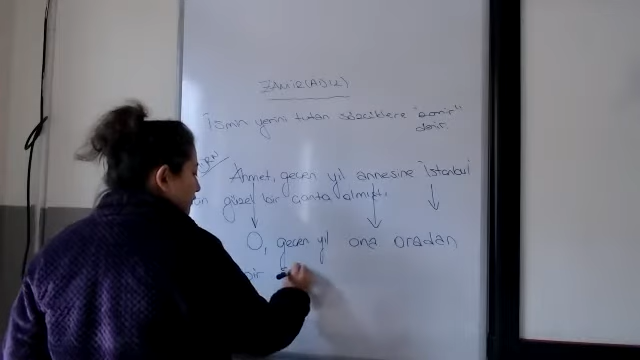 ZAMİR (ADIL)
İsmin yerini tutan sözcüklere "zamir"
denir.
Ahmet, geçen yıl annesine İstanbul
güzel bir çanta almıştı.
O, geçen yıl ona oradan
bir